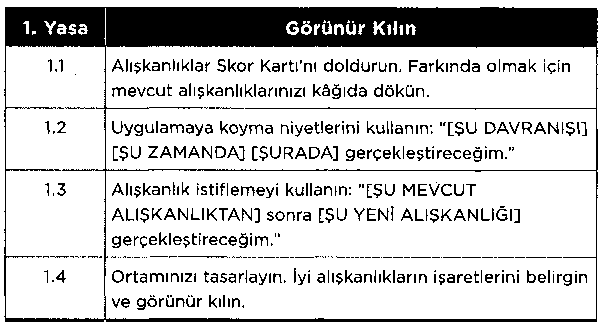 1. Yasa Görünür Kılın
1.1 Alışkanlıklar Skor Kartı'nı doldurun. Farkında olmak için
mevcut alışkanlıklarınızı kâğıda dökün.
1.2 Uygulamaya koyma niyetlerini kullanın: "[ŞU DAVRANIŞI]
[ŞU ZAMANDA] [ŞURADA] gerçekleştireceğim."
1.3 Alışkanlık istiflemeyi kullanın: "[ŞU MEVCUT
ALIŞKANLIKTAN] sonra [ŞU YENİ ALIŞKANLIĞI]
gerçekleştireceğim."
1.4 Ortamınızı tasarlayın. İyi alışkanlıkların işaretlerini belirgin
ve görünür kılın.